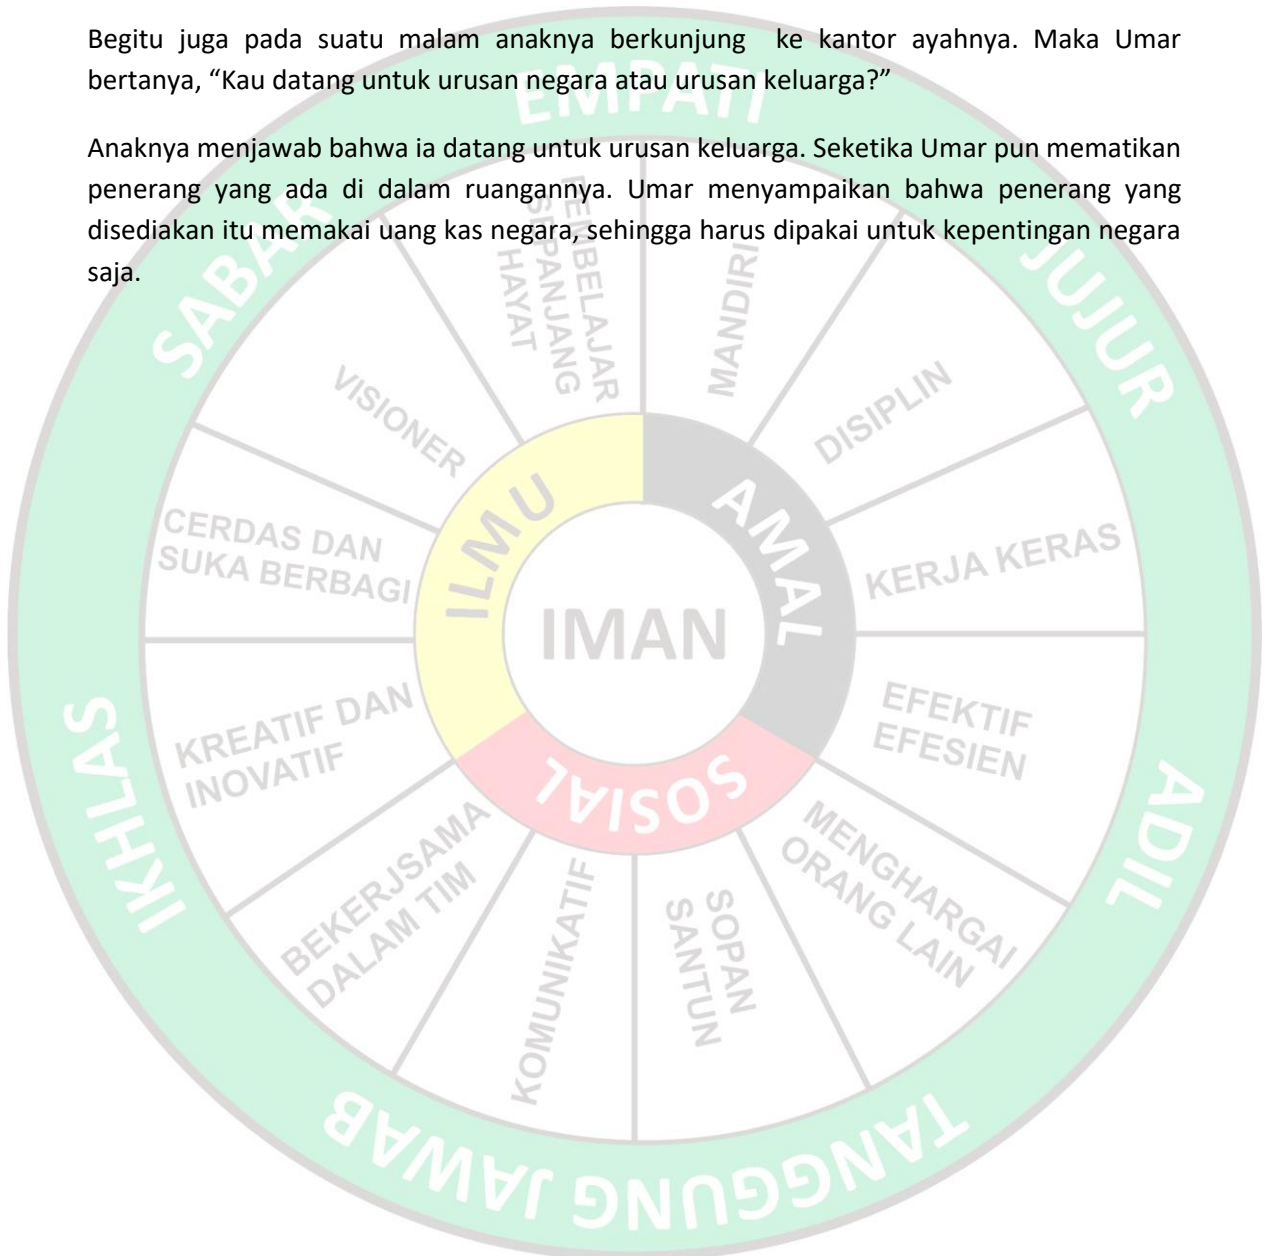 Begitu juga pada suatu malam anaknya berkunjung ke kantor ayahnya. Maka Umar
bertanya, “Kau datang untuk urusan negara atau urusan keluarga?”
Anaknya menjawab bahwa ia datang untuk urusan keluarga. Seketika Umar pun mematikan
penerang yang ada di dalam ruangannya. Umar menyampaikan bahwa penerang yang
disediakan itu memakai uang kas negara, sehingga harus dipakai untuk kepentingan negara
saja.
EMPATI
JUJUR
ADIL
TANGGUNG JAWAB
IKHLAS
SABAR
PEMBELAJAR
SEPANJANG
HAYAT
MANDIRI
DISIPLIN
KERJA KERAS
EFEKTIF
EFESIEN
MENGHARGAI
ORANG LAIN
SOPAN
SANTUN
KOMUNIKATIF
BEKERJSAMA
DALAM TIM
KREATIF DAN
INOVATIF
CERDAS DAN
SUKA BERBAGI
VISIONER
ILMU
AMAL
SOSIAL
IMAN